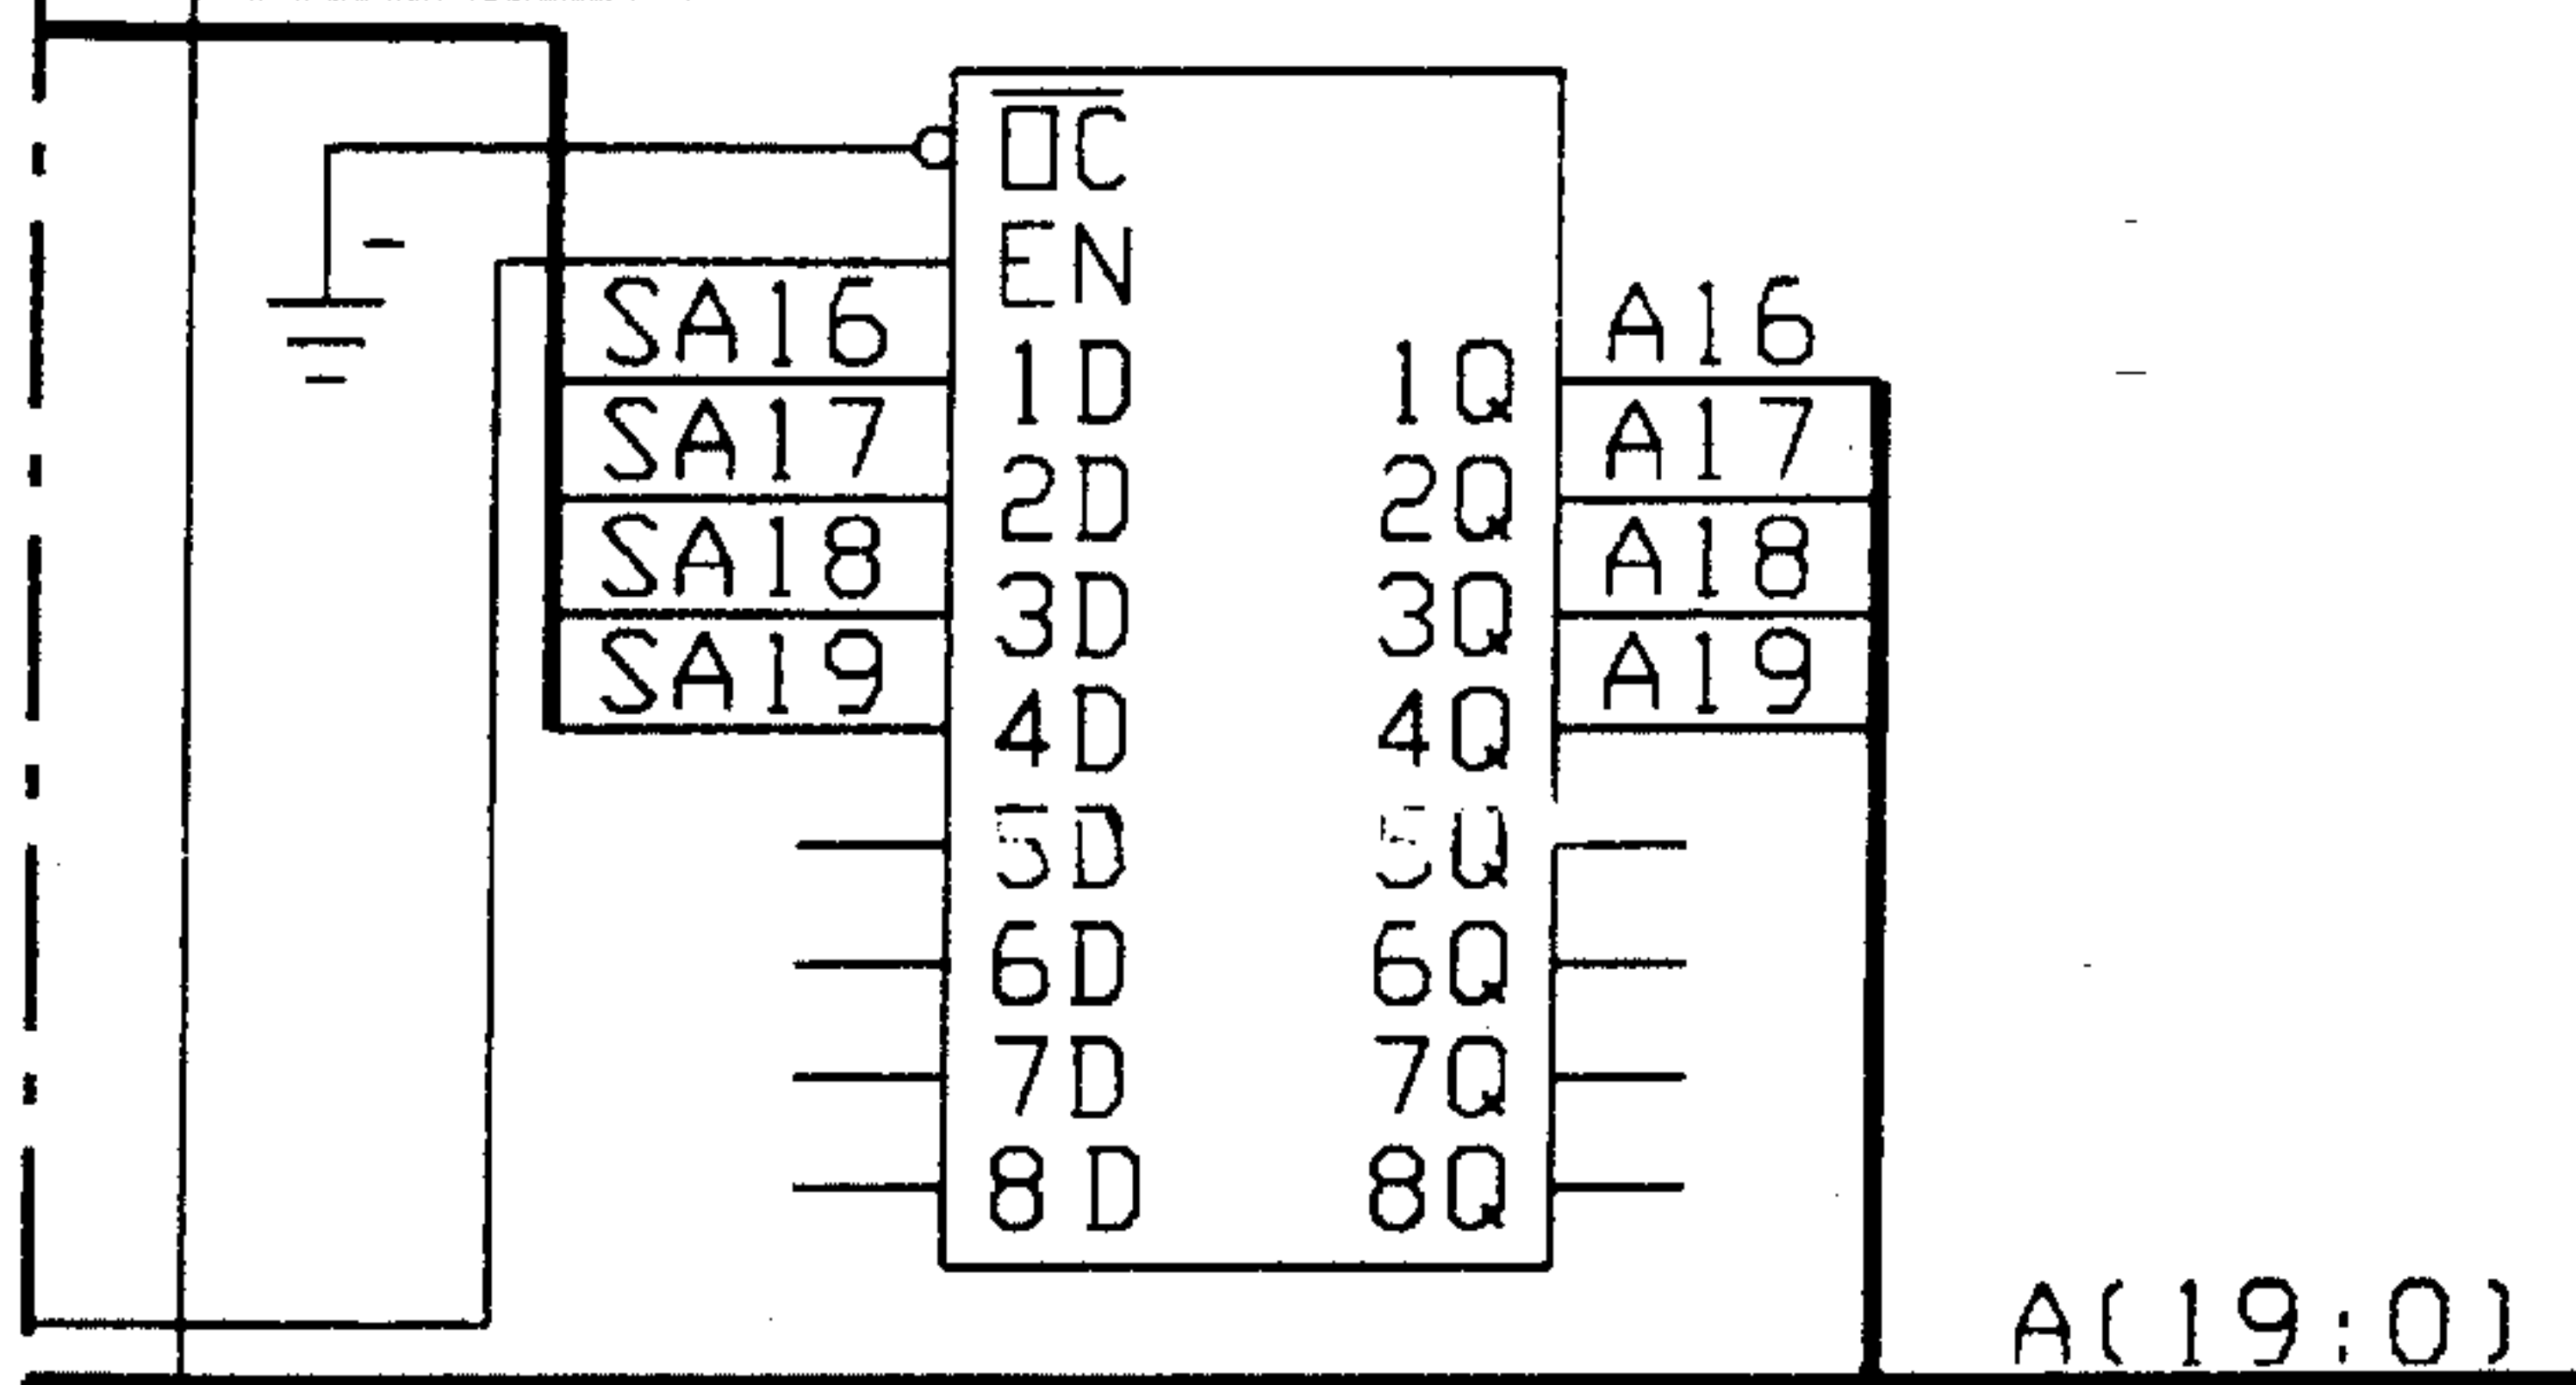 OC
EN
SA16 A16
1D 1Q
SA17 A17
2D 2Q
SA18 A18
3D 3Q
SA19 A19
4D 4Q
5D 5Q
6D 6Q
7D 7Q
8D 8Q
A(19:0)